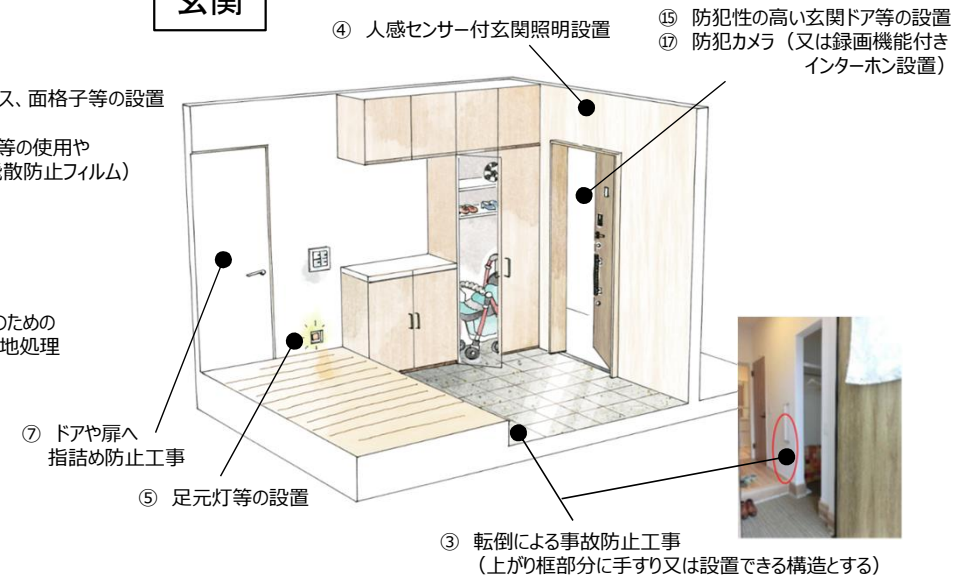 玄関
④ 人感センサー付玄関照明設置
⑮ 防犯性の高い玄関ドア等の設置
⑰ 防犯カメラ（又は録画機能付き
インターホン設置）
ス、面格子等の設置
等の使用や
飛散防止フィルム）
のための
地処理
⑦ ドアや扉へ
指詰め防止工事
⑤ 足元灯等の設置
③ 転倒による事故防止工事
（上がり框部分に手すり又は設置できる構造とする）